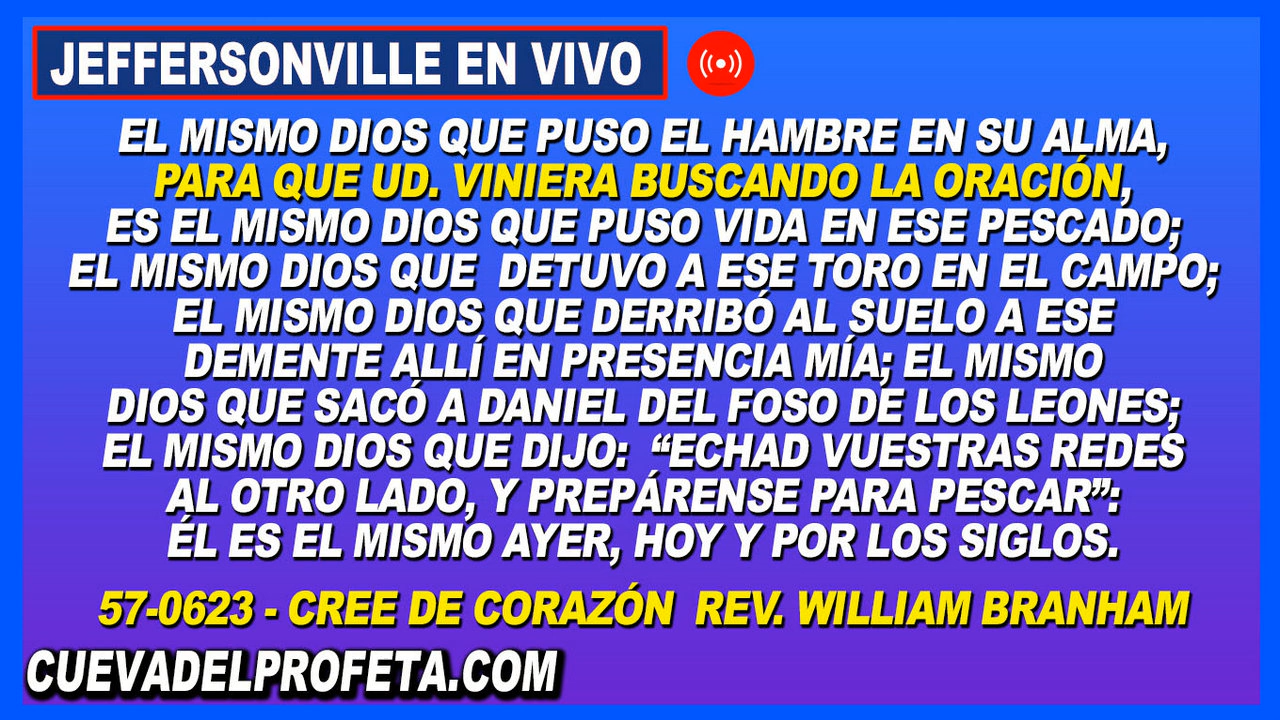 JEFFERSONVILLE EN VIVO
EL MISMO DIOS QUE PUSO EL HAMBRE EN SU ALMA,
PARA QUE UD. VINIERA BUSCANDO LA ORACIÓN,
ES EL MISMO DIOS QUE PUSO VIDA EN ESE PESCADO;
EL MISMO DIOS QUE DETUVO A ESE TORO EN EL CAMPO;
EL MISMO DIOS QUE DERRIBÓ AL SUELO A ESE
DEMENTE ALLÍ EN PRESENCIA MÍA; EL MISMO
DIOS QUE SACÓ A DANIEL DEL FOSO DE LOS LEONES;
EL MISMO DIOS QUE DIJO: “ECHAD VUESTRAS REDES
AL OTRO LADO, Y PREPÁRENSE PARA PESCAR”:
ÉL ES EL MISMO AYER, HOY Y POR LOS SIGLOS.
57-0623 - CREE DE CORAZÓN REV. WILLIAM BRANHAM
CUEVADELPROFETA.COM